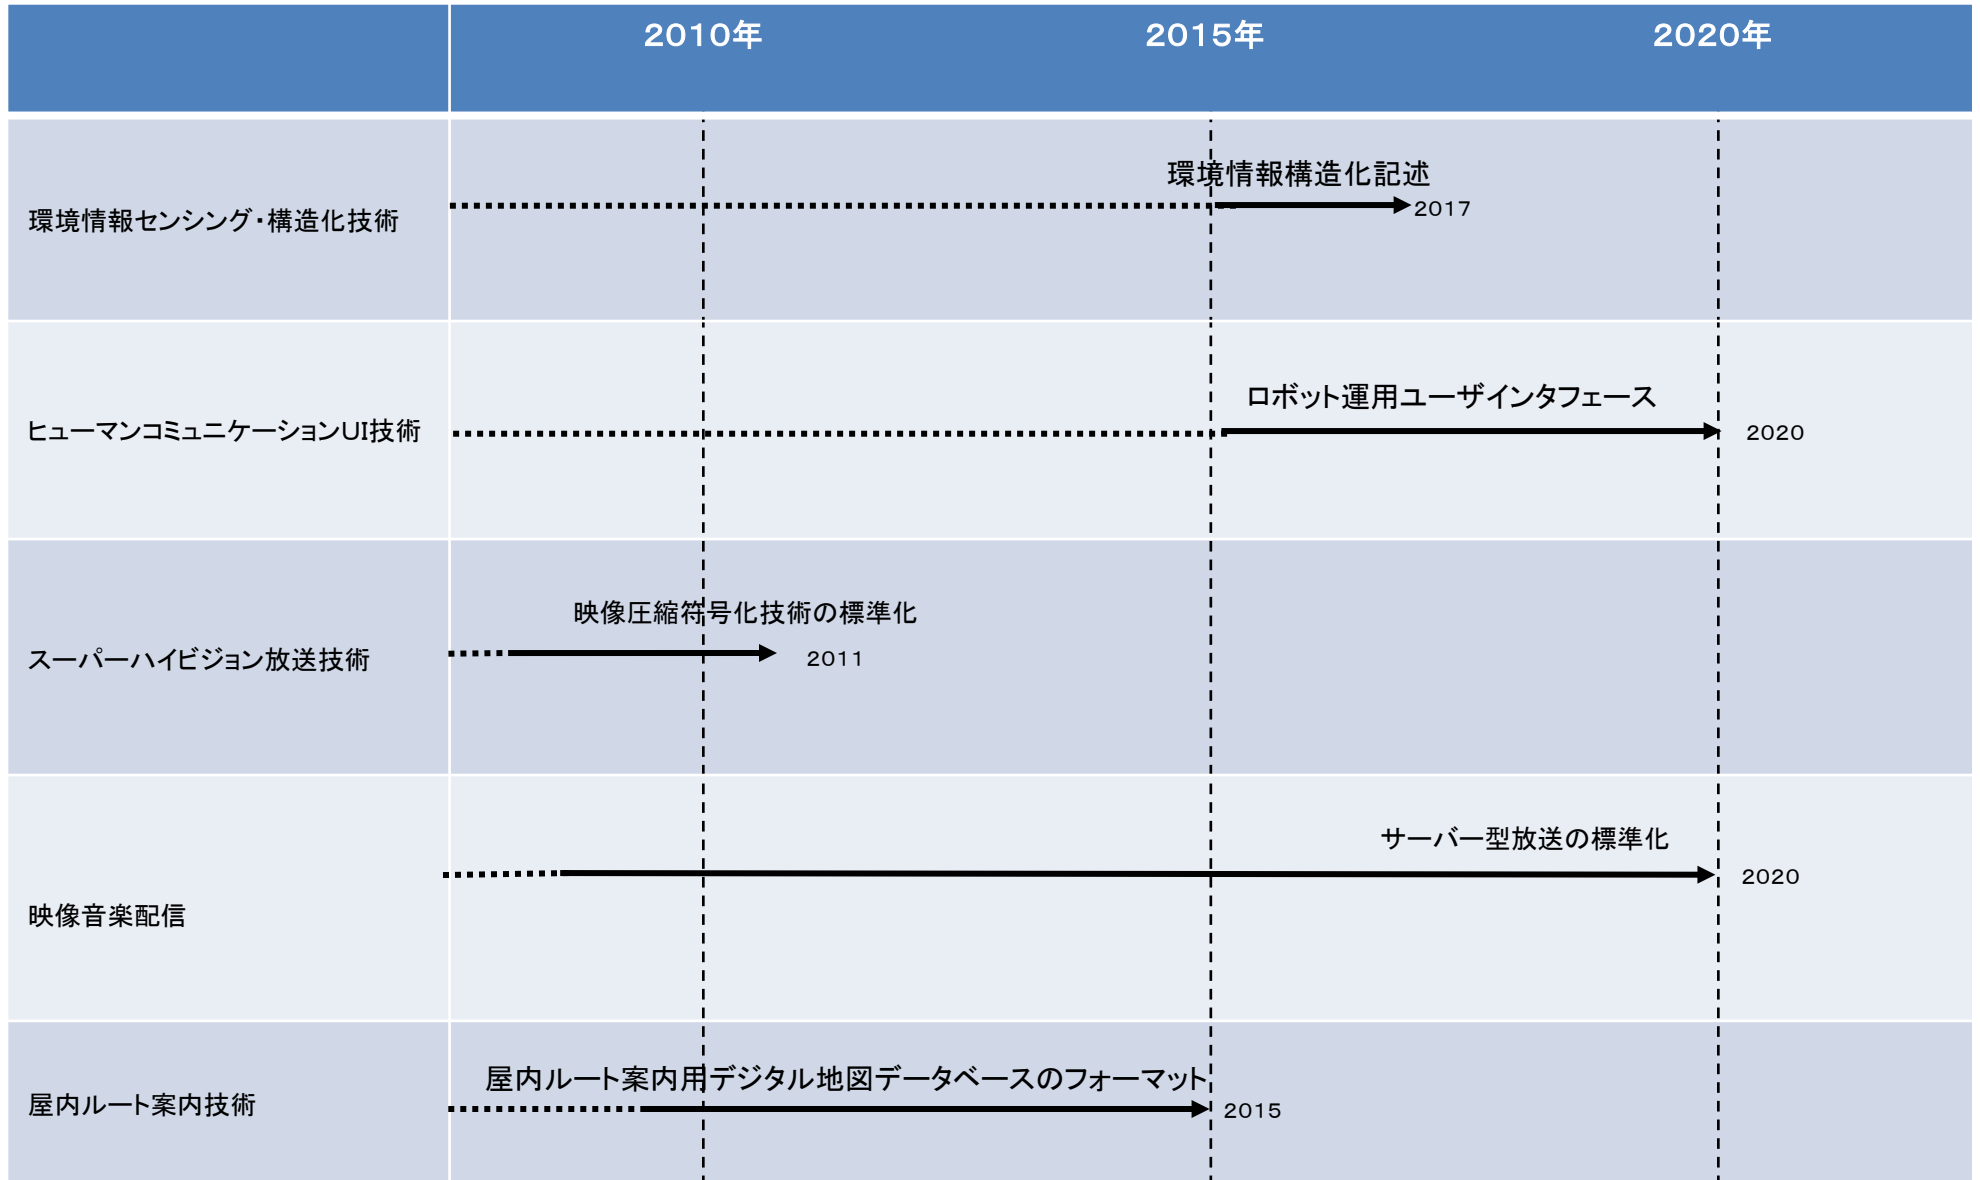 2010年
2015年
2020年
環境情報センシング・構造化技術
環境情報構造化記述
2017
ヒューマンコミュニケーションUI技術
ロボット運用ユーザインタフェース
2020
スーパーハイビジョン放送技術
映像圧縮符号化技術の標準化
2011
映像音楽配信
サーバー型放送の標準化
2020
屋内ルート案内技術
屋内ルート案内用デジタル地図データベースのフォーマット
2015